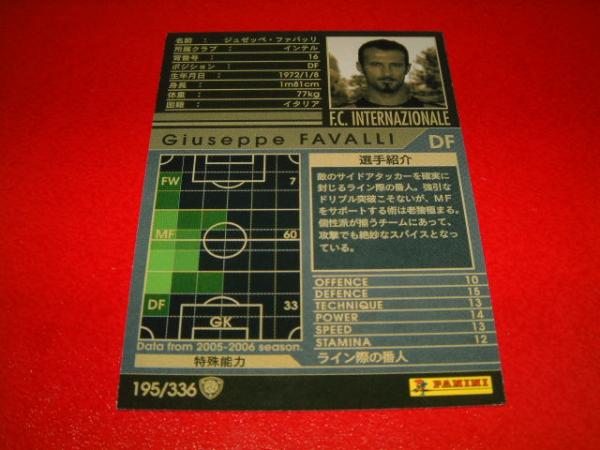 名前 : ジュゼッペ・ファバッリ
所属クラブ : インテル
背番号 : 16
ポジション : DF
生年月日 : 1972/1/8
身長 : 1m81cm
体重 : 77kg
国籍 : イタリア
F.C. INTERNAZIONALE
Giuseppe FAVALLI DF
選手紹介
敵のサイドアタッカーを確実に
封じるライン際の番人。強引な
ドリブル突破こそないが、MF
をサポートする術は老獪極まる。
個性派が揃うチームにあって、
攻撃でも絶妙なスパイスとなっ
ている。
FW 7
MF 60
DF 33
GK
Data from 2005-2006 season.
OFFENCE 10
DEFENCE 15
TECHNIQUE 13
POWER 14
SPEED 13
STAMINA 12
特殊能力 ライン際の番人
195/336
PANINI